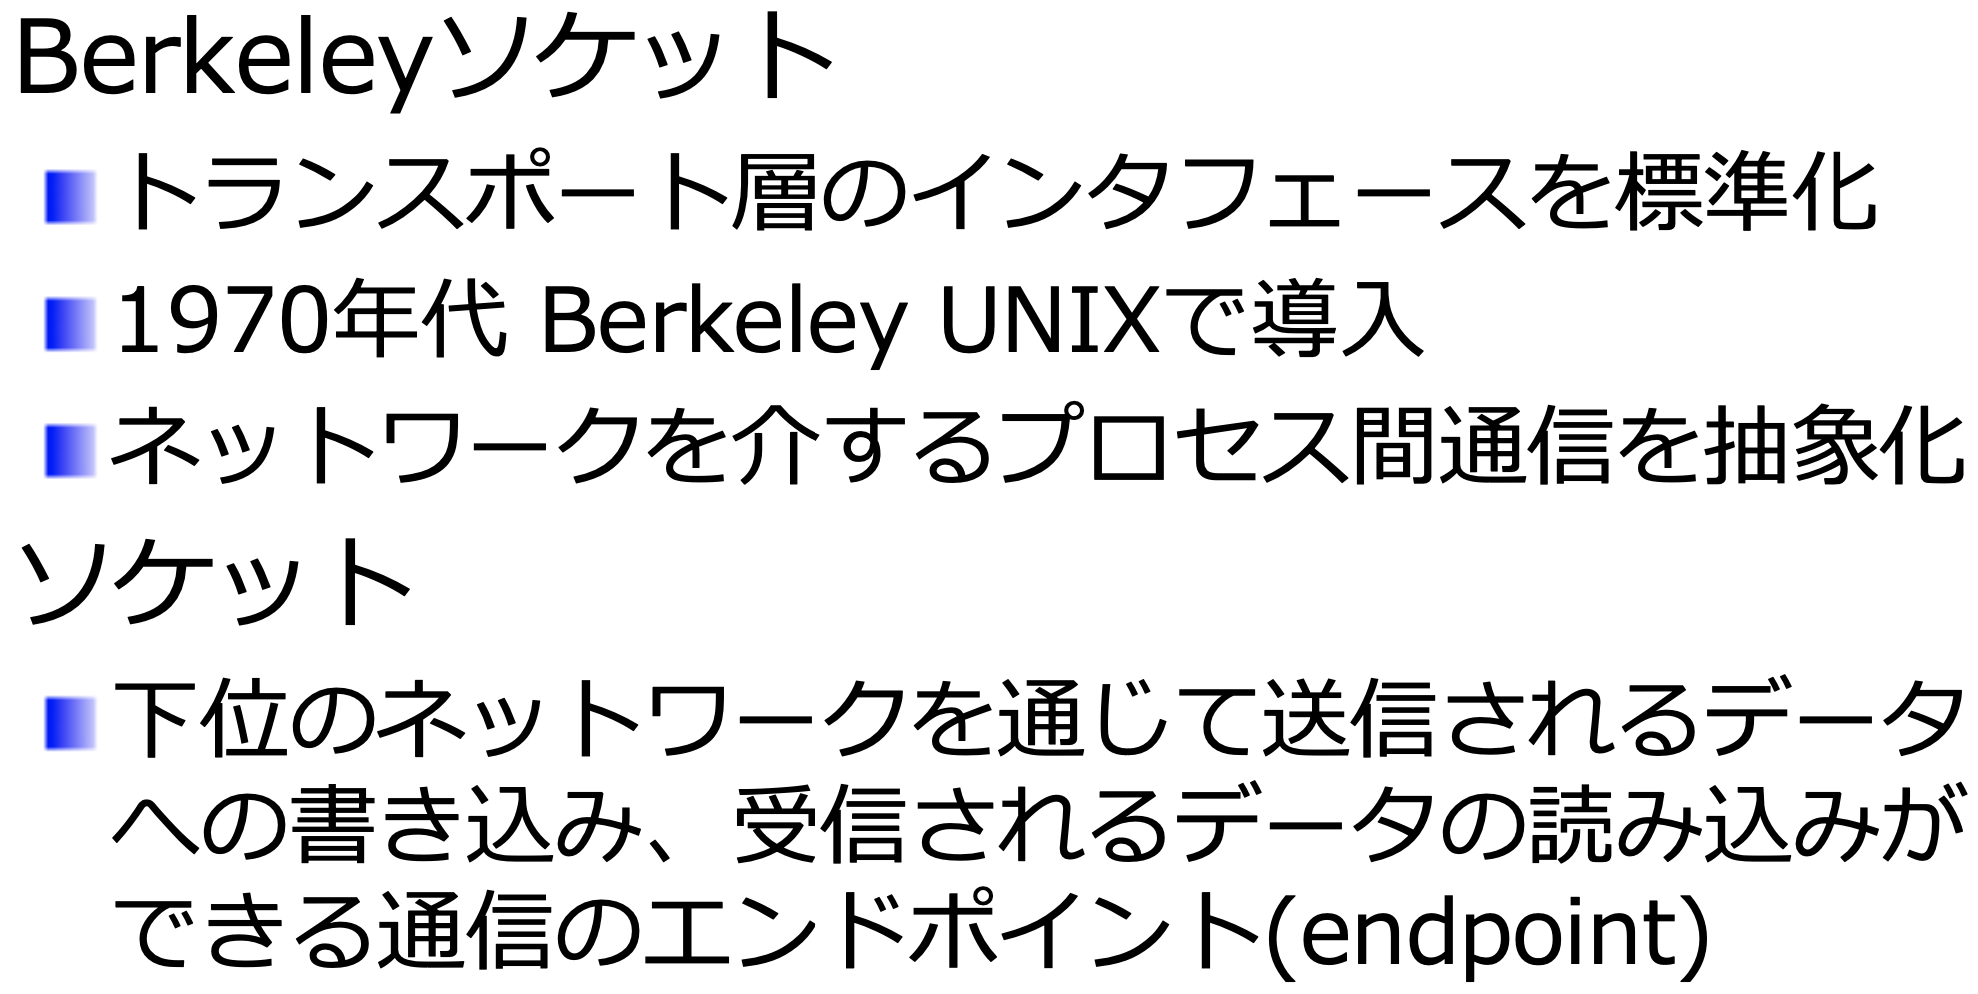 Berkeleyソケット
トランスポート層のインタフェースを標準化
1970年代 Berkeley UNIXで導入
ネットワークを介するプロセス間通信を抽象化
ソケット
下位のネットワークを通じて送信されるデータ
への書き込み、受信されるデータの読み込みが
できる通信のエンドポイント(endpoint)